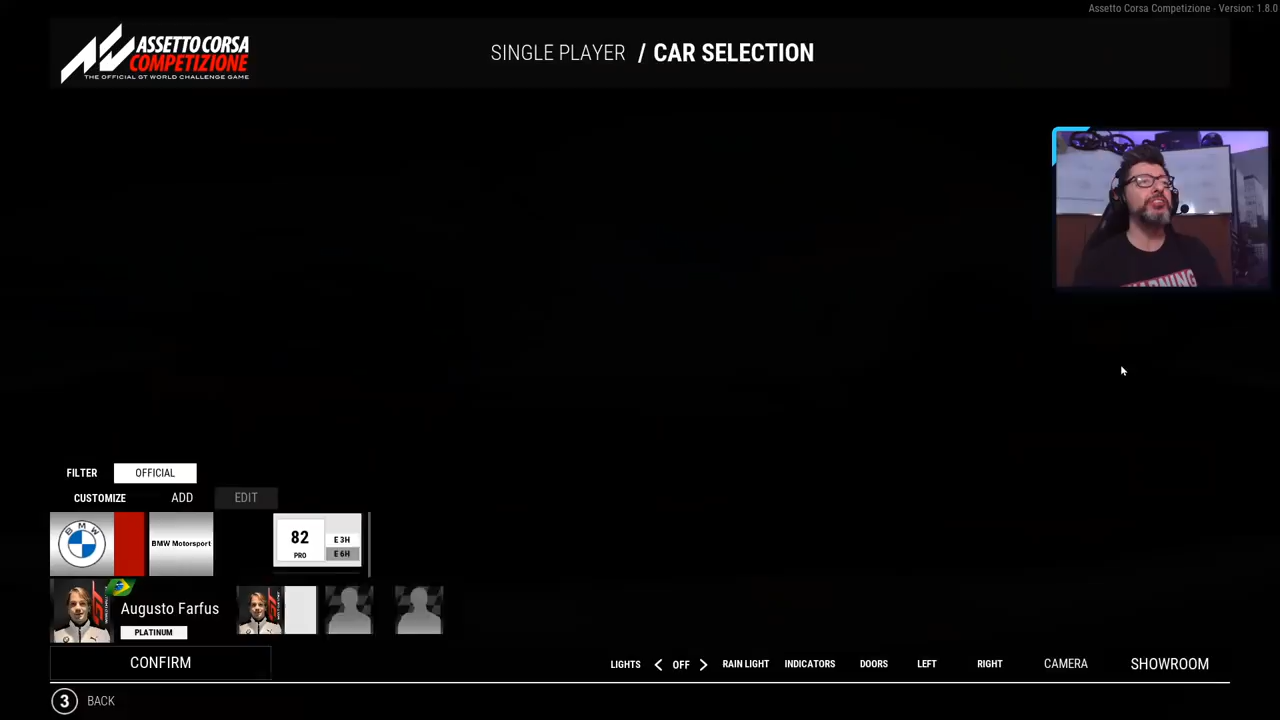 Assetto Corsa Competizione - Version: 1.8.0
ASSETTO CORSA
COMPETIZIONE
THE OFFICIAL GT WORLD CHALLENGE GAME
SINGLE PLAYER / CAR SELECTION
FILTER OFFICIAL
CUSTOMIZE ADD EDIT
BMW
BMW Motorsport
82
PRO
E 3H
E 6H
Augusto Farfus
PLATINUM
CONFIRM
LIGHTS < OFF > RAIN LIGHT INDICATORS DOORS LEFT RIGHT CAMERA SHOWROOM
3 BACK